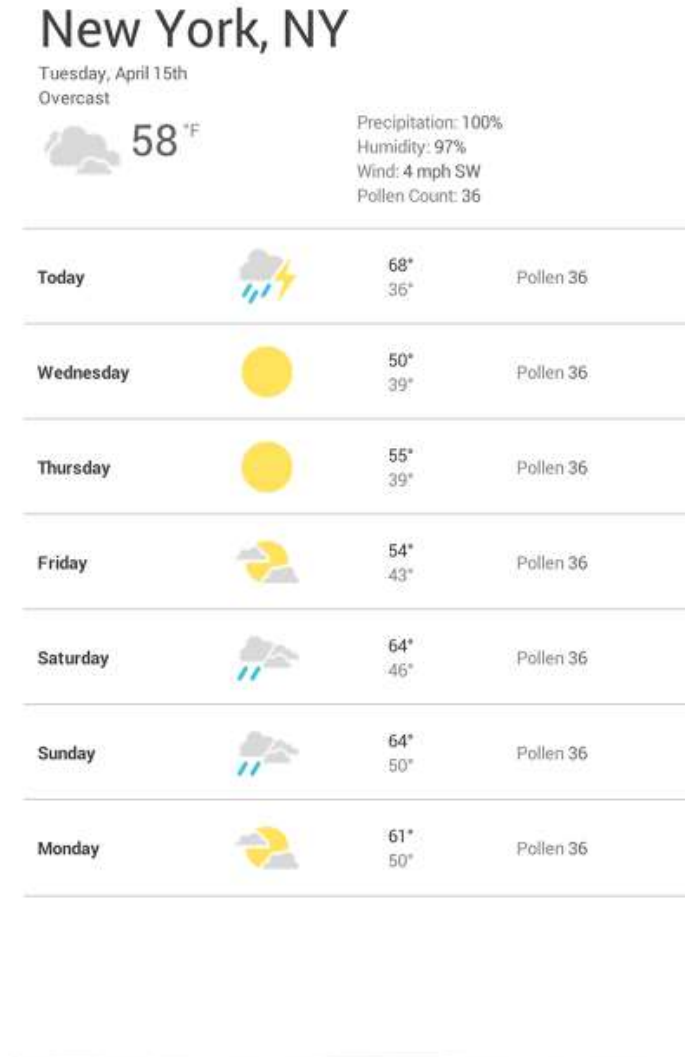 New York, NY
Tuesday, April 15th
Overcast
58 °F
Precipitation: 100%
Humidity: 97%
Wind: 4 mph SW
Pollen Count: 36
Today 68° Pollen 36
36°
Wednesday 50° Pollen 36
39°
Thursday 55° Pollen 36
39°
Friday 54° Pollen 36
43°
Saturday 64° Pollen 36
46°
Sunday 64° Pollen 36
50°
Monday 61° Pollen 36
50°